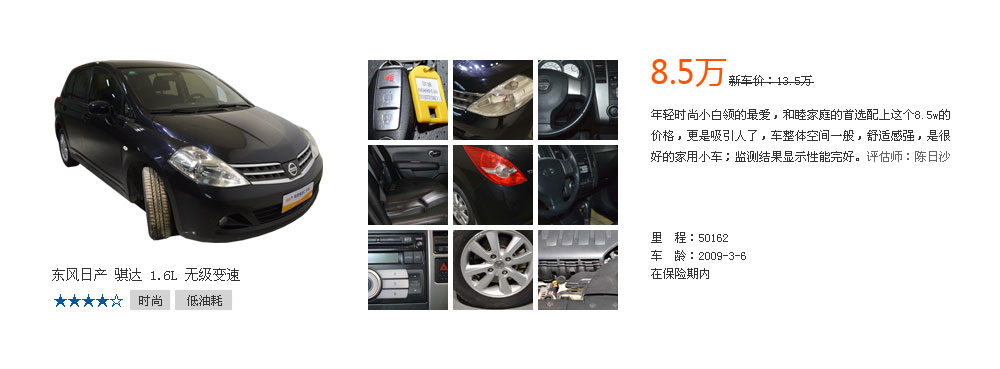 8.5万 新车价：13.5万
年轻时尚小白领的最爱，和睦家庭的首选配上这个8.5w的
价格，更是吸引人了，车整体空间一般，舒适感强，是很
好的家用小车；监测结果显示性能完好。评估师：陈日沙
里 程：50162
车 龄：2009-3-6
在保险期内
东风日产 骐达 1.6L 无级变速
★★★★☆ 时尚 低油耗